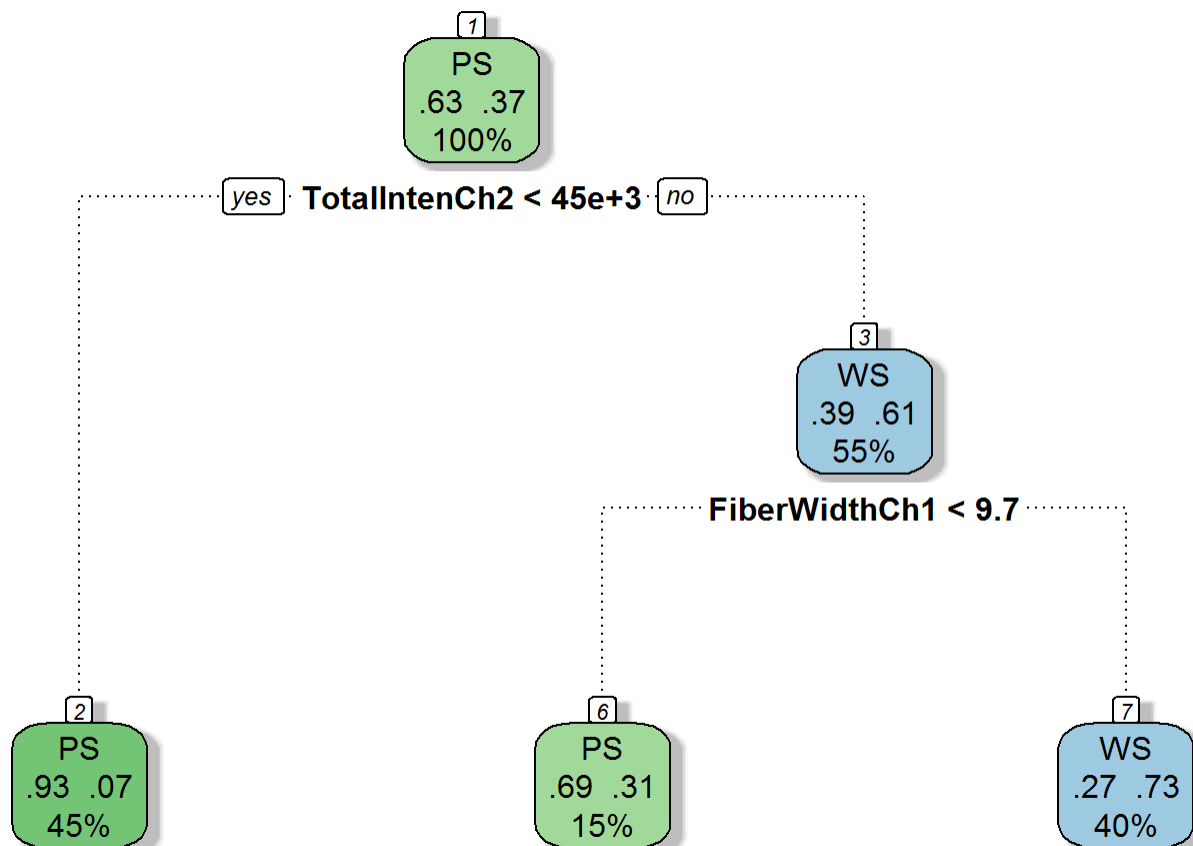 1
PS
.63 .37
100%
yes TotalIntenCh2 < 45e+3 no
3
WS
.39 .61
55%
FiberWidthCh1 < 9.7
2
PS
.93 .07
45%
6
PS
.69 .31
15%
7
WS
.27 .73
40%